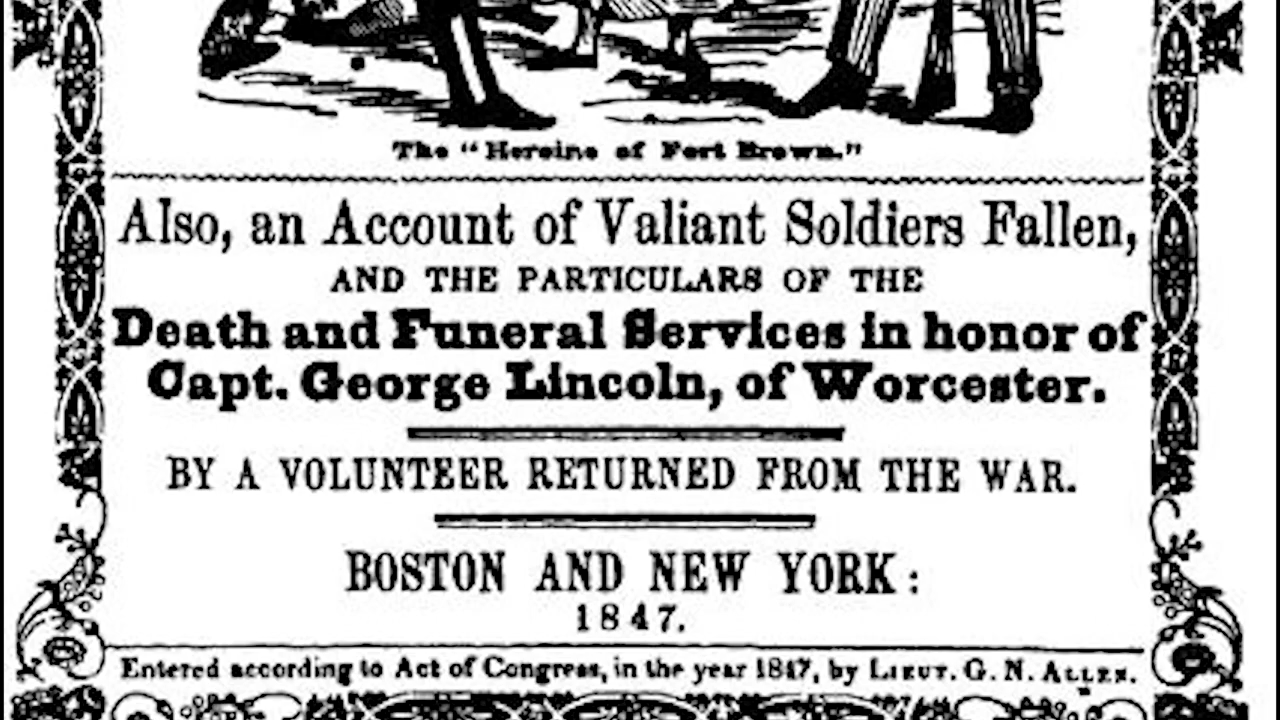 The "Heroine of Fort Brown."
Also, an Account of Valiant Soldiers Fallen,
AND THE PARTICULARS OF THE
Death and Funeral Services in honor of
Capt. George Lincoln, of Worcester.
BY A VOLUNTEER RETURNED FROM THE WAR.
BOSTON AND NEW YORK:
1847.
Entered according to Act of Congress, in the year 1847, by LIEUT. G. N. ALLEN.